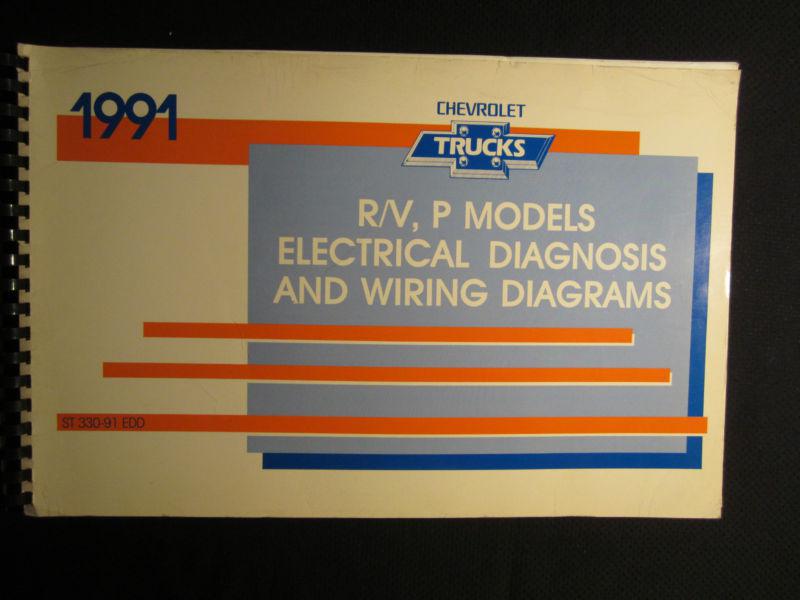 1991
CHEVROLET
TRUCKS
R/V, P MODELS
ELECTRICAL DIAGNOSIS
AND WIRING DIAGRAMS
ST 330-91 EDD